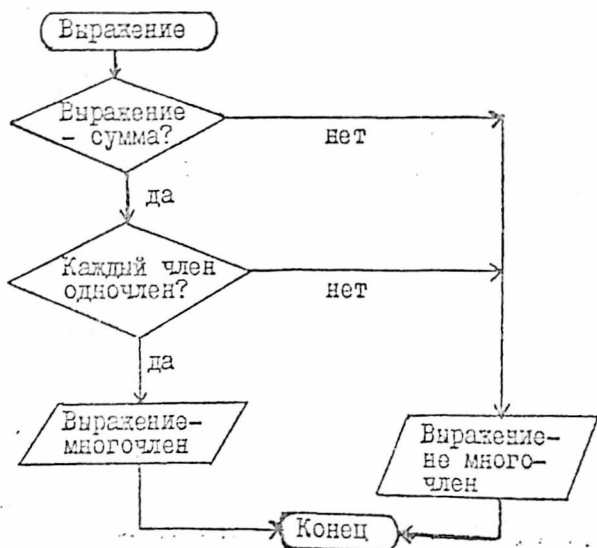 Выражение
Выражение
- сумма?
нет
да
Каждый член
одночлен?
нет
да
Выражение-
многочлен
Выражение-
не много-
член
Конец